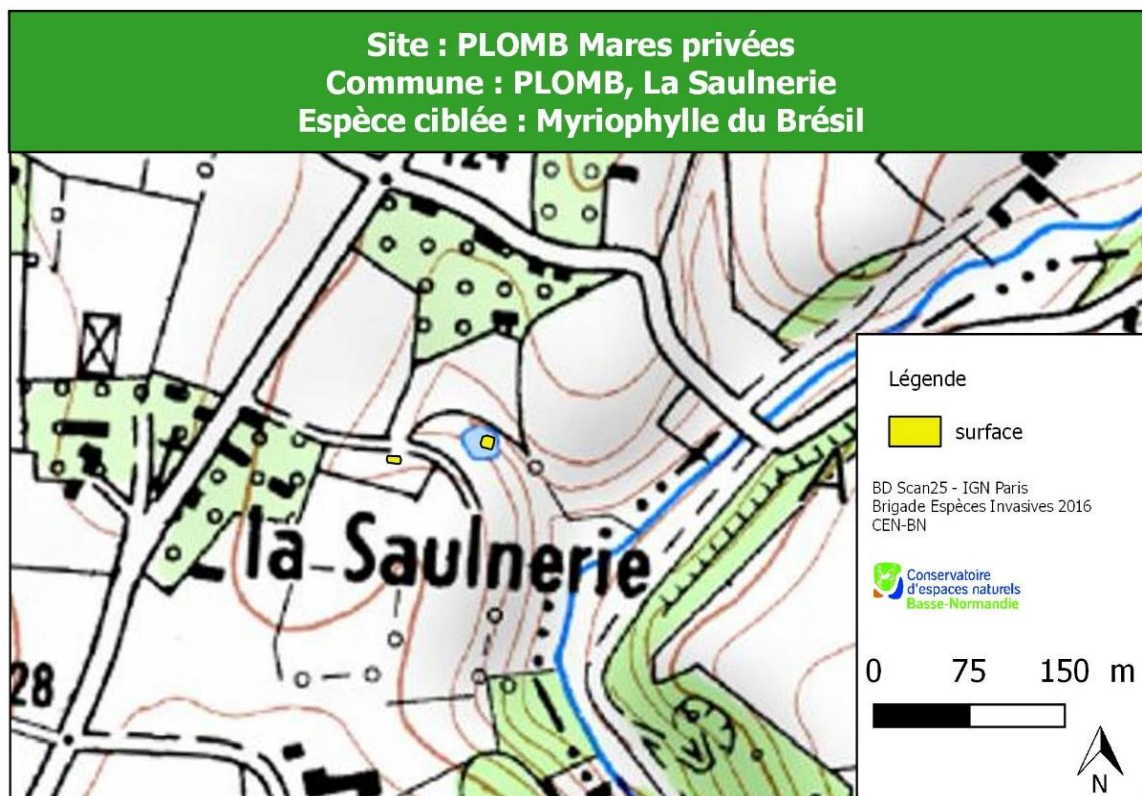 Site : PLOMB Mares privées
Commune : PLOMB, La Saulnerie
Espèce ciblée : Myriophylle du Brésil
124
la Saulnerie
28
Légende
surface
BD Scan25 - IGN Paris
Brigade Espèces Invasives 2016
CEN-BN
Conservatoire
d'espaces naturels
Basse-Normandie
0 75 150 m
N